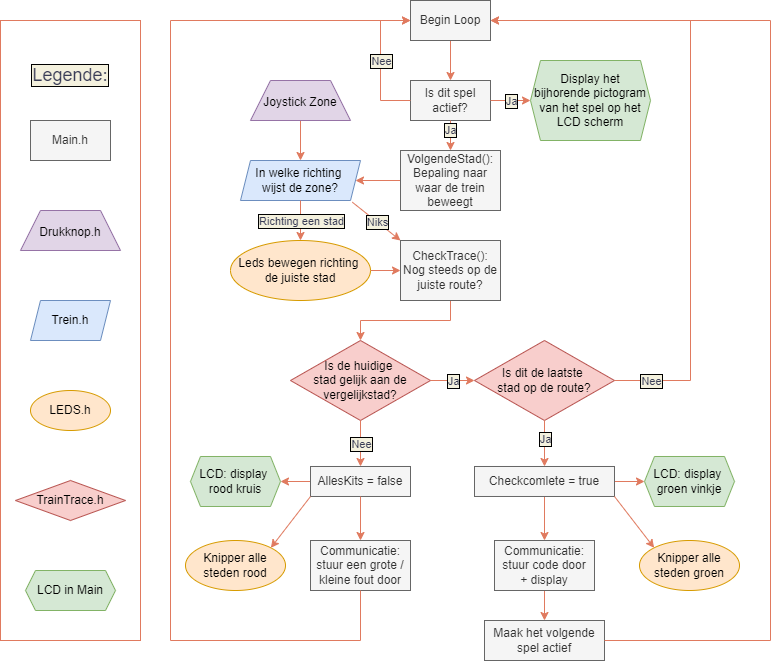 Legende:
Main.h
Drukknop.h
Trein.h
LEDS.h
TrainTrace.h
LCD in Main
Begin Loop
Nee
Is dit spel
actief?
Ja
Display het
bijhorende pictogram
van het spel op het
LCD scherm
Ja
Joystick Zone
VolgendeStad():
Bepaling naar
waar de trein
beweegt
In welke richting
wijst de zone?
Richting een stad
Niks
Leds bewegen richting
de juiste stad
CheckTrace():
Nog steeds op de
juiste route?
Is de huidige
stad gelijk aan de
vergelijkstad?
Ja
Is dit de laatste
stad op de route?
Nee
Nee
Ja
LCD: display
rood kruis
AllesKits = false
Checkcomlete = true
LCD: display
groen vinkje
Knipper alle
steden rood
Communicatie:
stuur een grote /
kleine fout door
Communicatie:
stuur code door
+ display
Knipper alle
steden groen
Maak het volgende
spel actief